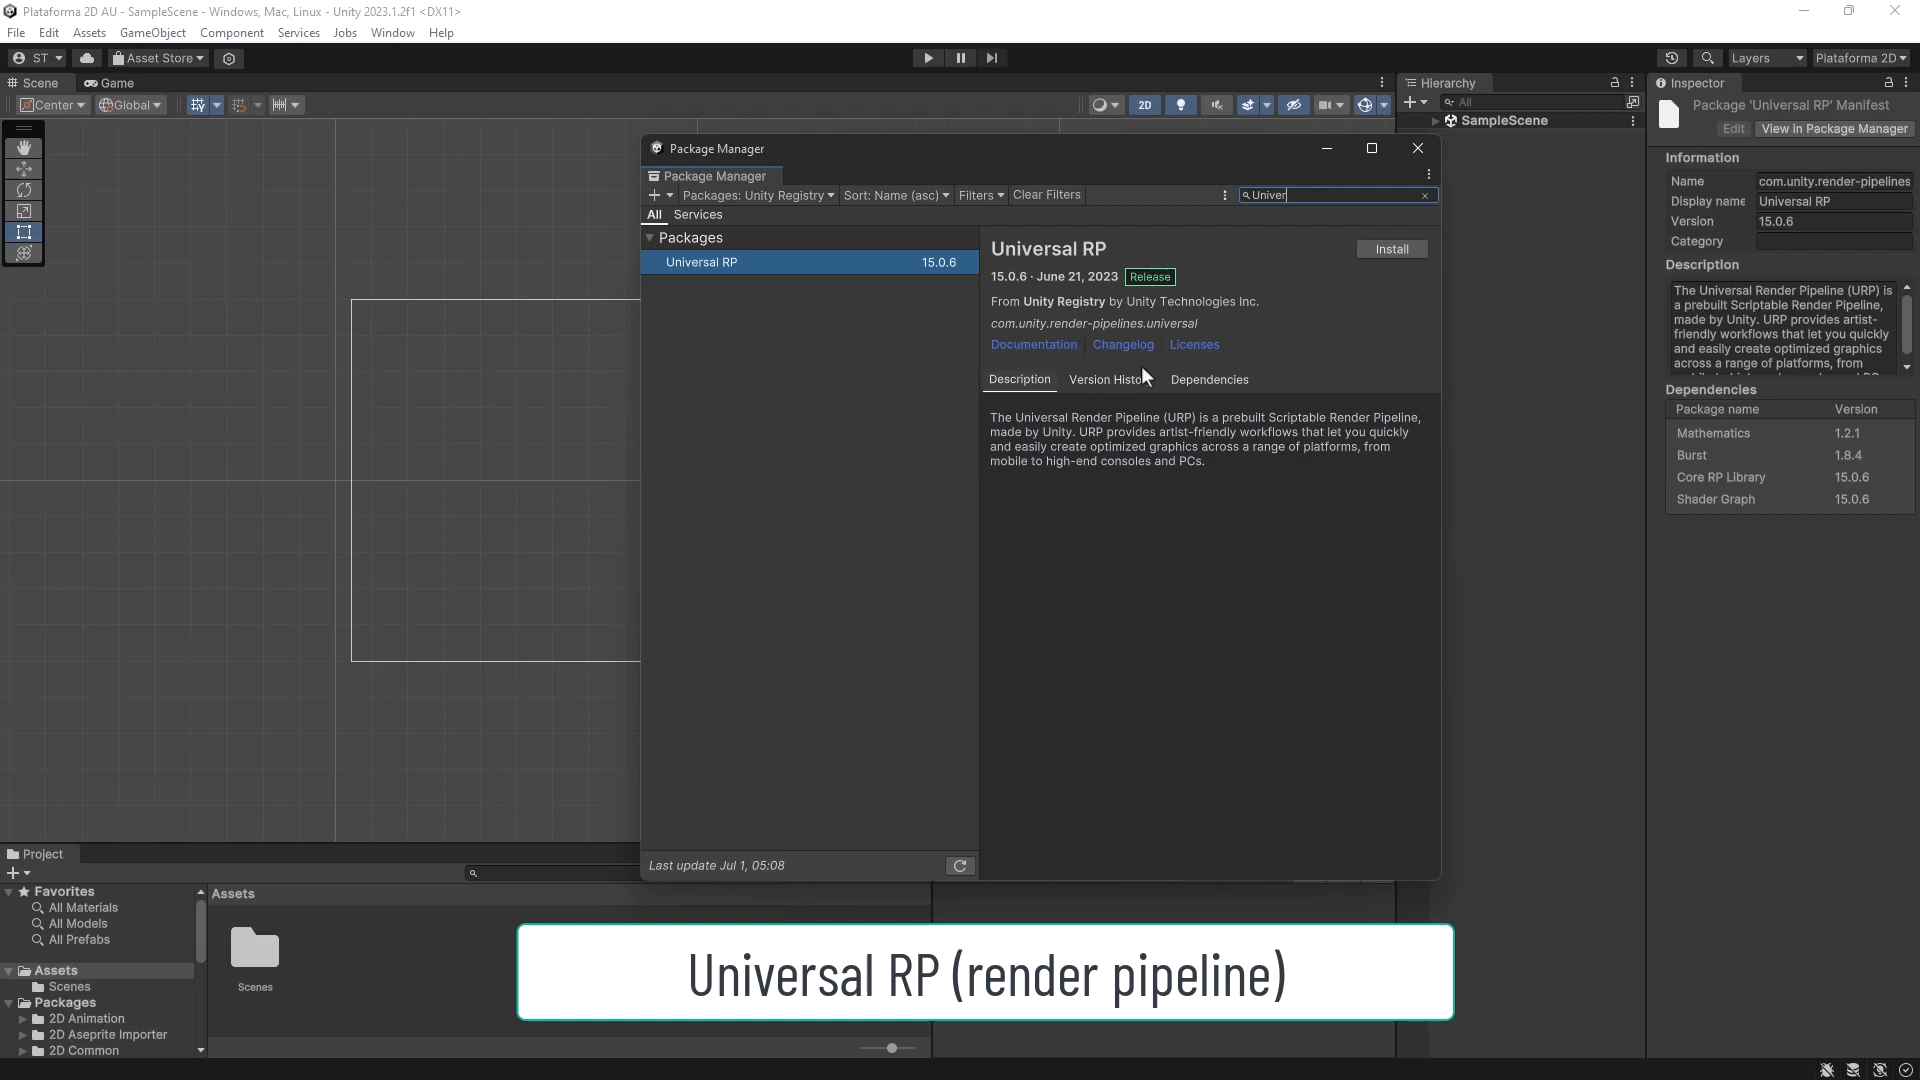 Plataforma 2D AU - SampleScene - Windows, Mac, Linux - Unity 2023.1.2f1 <DX11>
File Edit Assets GameObject Component Services Jobs Window Help
ST Asset Store Layers Plataforma 2D
Scene Game
Center Global 2D
Hierarchy
All
SampleScene
Inspector
Package 'Universal RP' Manifest
Edit View in Package Manager
Information
Name com.unity.render-pipelines
Display name Universal RP
Version 15.0.6
Category
Description
The Universal Render Pipeline (URP) is
a prebuilt Scriptable Render Pipeline,
made by Unity. URP provides artist-
friendly workflows that let you quickly
and easily create optimized graphics
across a range of platforms, from
Dependencies
Package name Version
Mathematics 1.2.1
Burst 1.8.4
Core RP Library 15.0.6
Shader Graph 15.0.6
Package Manager
Package Manager
Packages: Unity Registry Sort: Name (asc) Filters Clear Filters Univer
All Services
Packages
Universal RP 15.0.6
Universal RP Install
15.0.6 · June 21, 2023 Release
From Unity Registry by Unity Technologies Inc.
com.unity.render-pipelines.universal
Documentation Changelog Licenses
Description Version Histo Dependencies
The Universal Render Pipeline (URP) is a prebuilt Scriptable Render Pipeline,
made by Unity. URP provides artist-friendly workflows that let you quickly
and easily create optimized graphics across a range of platforms, from
mobile to high-end consoles and PCs.
Last update Jul 1, 05:08
Project
Favorites
All Materials
All Models
All Prefabs
Assets
Scenes
Packages
2D Animation
2D Aseprite Importer
2D Common
Assets
Scenes
Universal RP (render pipeline)